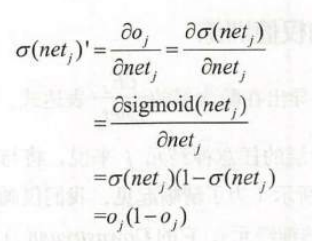 σ(net_j)' = ∂o_j/∂net_j = ∂σ(net_j)/∂net_j
= ∂sigmoid(net_j)/∂net_j
=σ(net_j)(1-σ(net_j)
=o_j(1-o_j)